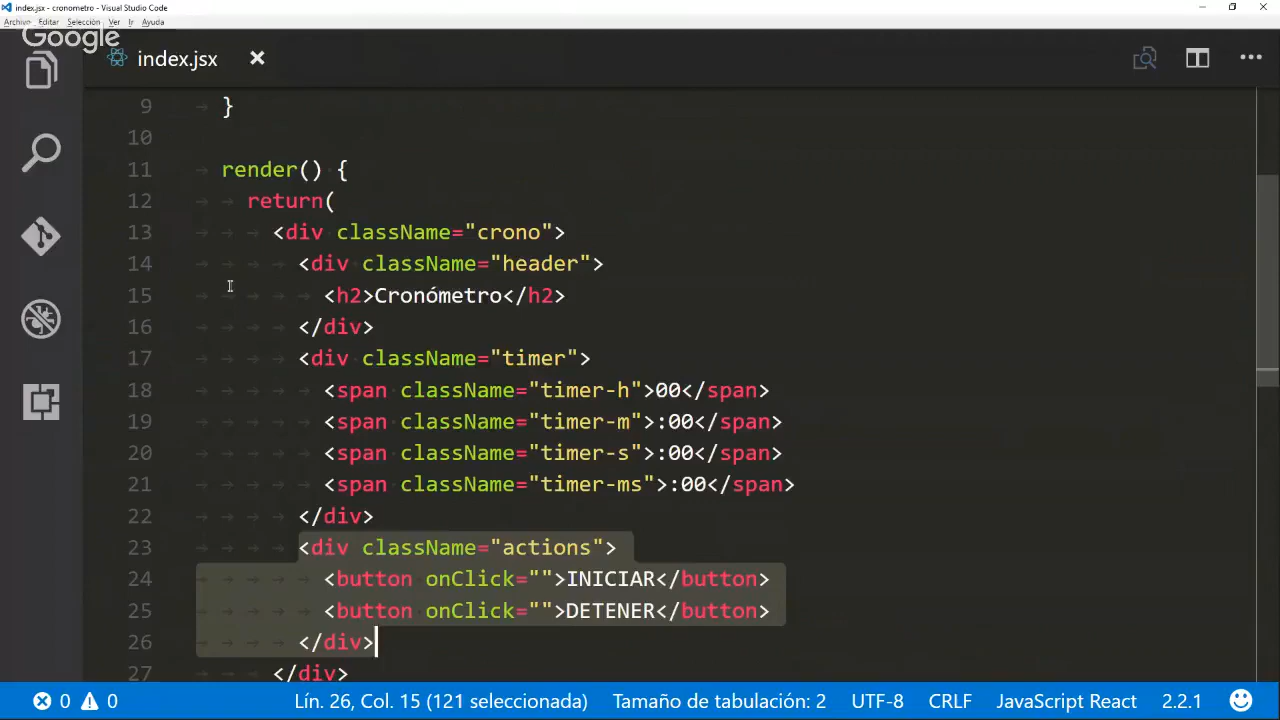 index.jsx - cronometro - Visual Studio Code
Archivo Editar Selección Ver Ir Ayuda
Google
index.jsx
9 }
10
11 render() {
12 return(
13 <div className="crono">
14 <div className="header">
15 <h2>Cronómetro</h2>
16 </div>
17 <div className="timer">
18 <span className="timer-h">00</span>
19 <span className="timer-m">:00</span>
20 <span className="timer-s">:00</span>
21 <span className="timer-ms">:00</span>
22 </div>
23 <div className="actions">
24 <button onClick="">INICIAR</button>
25 <button onClick="">DETENER</button>
26 </div>
27 </div>
0 0 Lín. 26, Col. 15 (121 seleccionada) Tamaño de tabulación: 2 UTF-8 CRLF JavaScript React 2.2.1